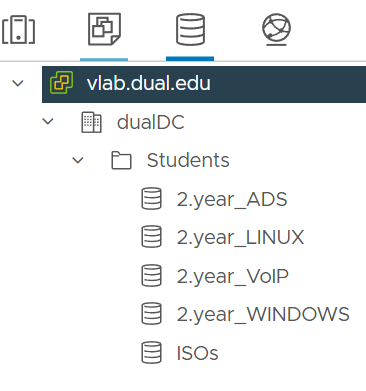 vlab.dual.edu
dualDC
Students
2.year_ADS
2.year_LINUX
2.year_VoIP
2.year_WINDOWS
ISOs